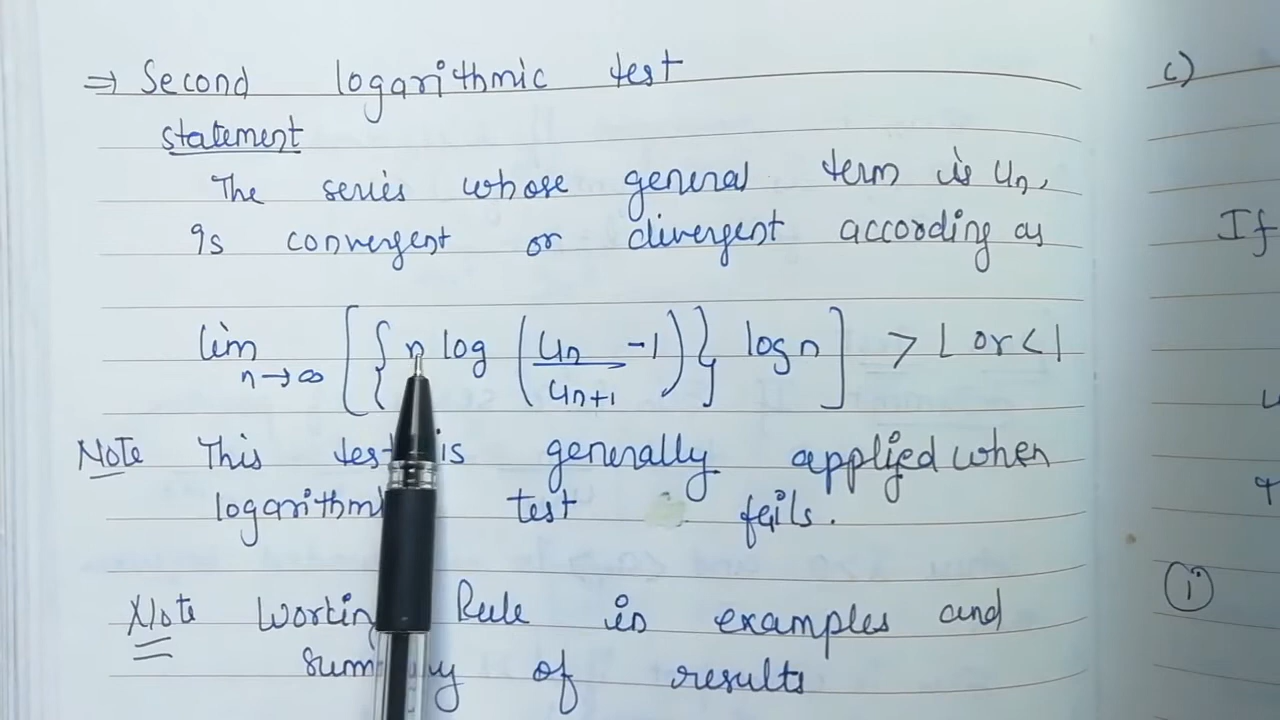 ⇒ Second logarithmic test
statement
The series whose general term is uₙ,
Is convergent or divergent according as
lim n→∞ [{n log (uₙ/uₙ₊₁ -1)} log n] > 1 or < 1
Note This test is generally applied when
logarithmic test fails.
Note Working Rule in examples and
summary of results
c)
If
(i)